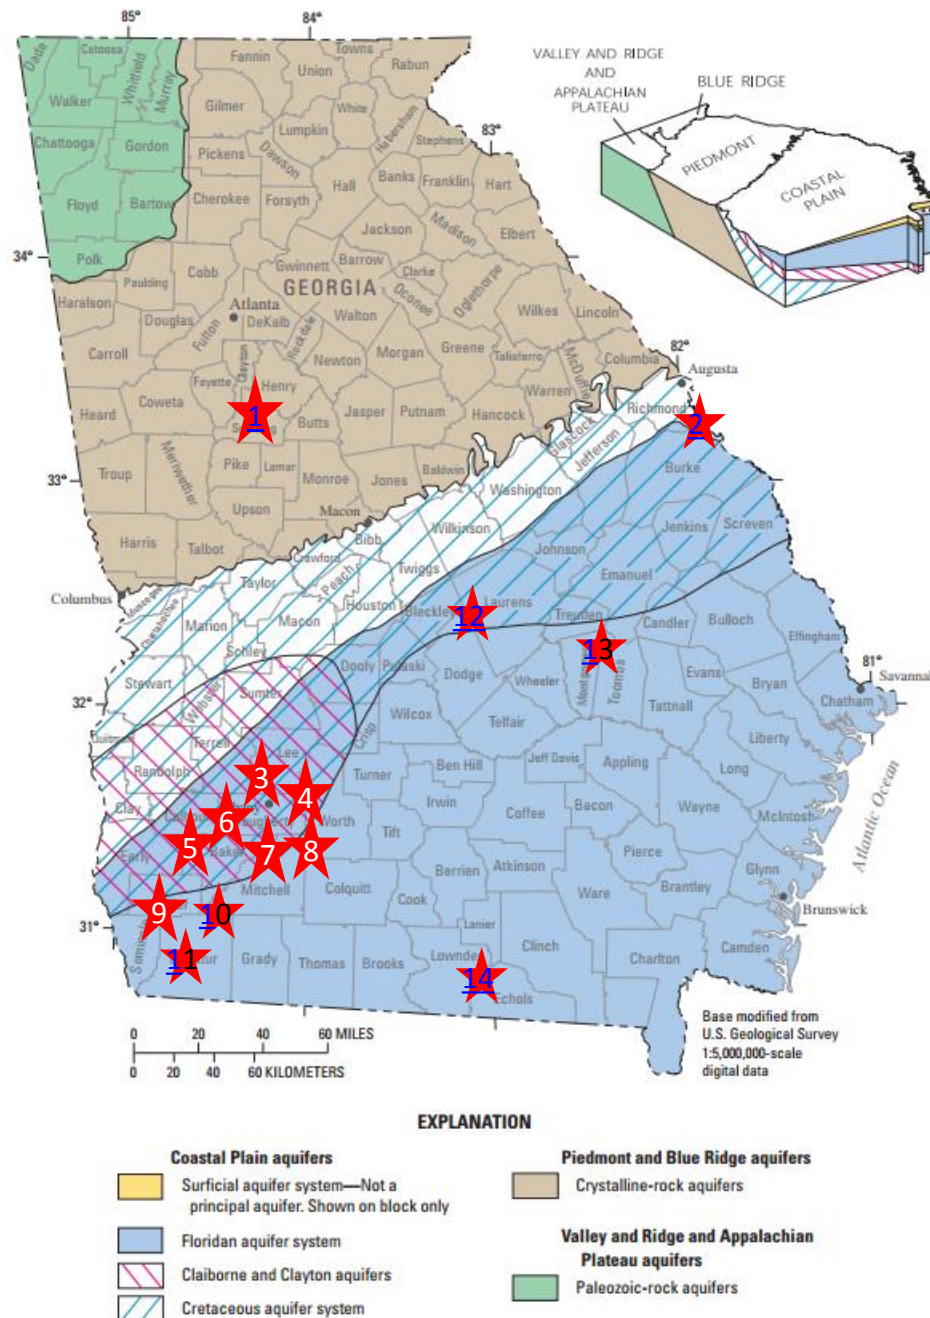 85°
84°
VALLEY AND RIDGE
AND
APPALACHIAN
PLATEAU
BLUE RIDGE
PIEDMONT
COASTAL
PLAIN
Dade
Catoosa
Whitfield
Murray
Fannin
Towns
Union
Rabun
Walker
Gilmer
White
Habersham
Lumpkin
83°
Chattooga
Gordon
Pickens
Dawson
Stephens
Banks
Franklin
Hart
Hall
Floyd
Bartow
Cherokee
Forsyth
Jackson
Madison
Elbert
34°
Polk
Cobb
Gwinnett
Barrow
Clarke
Oconee
Oglethorpe
Paulding
GEORGIA
Haralson
Atlanta
Douglas
Fulton
DeKalb
Rockdale
Walton
Wilkes
Lincoln
Carroll
Clayton
Newton
Morgan
Greene
Taliaferro
McDuffie
Columbia
82°
Augusta
Fayette
Henry
Warren
Richmond
Heard
Coweta
1
Butts
Jasper
Putnam
Hancock
Glascock
Jefferson
2
Troup
Meriwether
Pike
Lamar
Monroe
Jones
Baldwin
Washington
Burke
33°
Upson
Macon
Wilkinson
Jenkins
Screven
Harris
Talbot
Bibb
Crawford
Johnson
Columbus
Muscogee
Taylor
Peach
Twiggs
Emanuel
Chattahochee
Marion
Macon
Houston
Bleckley
12
Laurens
Treutlen
Candler
Bulloch
Effingham
Schley
13
81°
Savannah
Stewart
Webster
Sumter
Dooly
Pulaski
Dodge
Wheeler
Toombs
Evans
Bryan
Chatham
32°
Tattnall
Wilcox
Telfair
Crisp
Liberty
Terrell
Lee
Randolph
3
Turner
Ben Hill
Jeff Davis
Appling
Long
Clay
4
Irwin
Coffee
Bacon
Wayne
McIntosh
6
5
Worth
Tift
Atlantic Ocean
Early
Baker
7
8
Pierce
Berrien
Atkinson
Glynn
Mitchell
Colquitt
Cook
Ware
Brantley
Brunswick
9
10
Lanier
31°
11
Grady
Thomas
Brooks
Clinch
Charlton
Camden
14
Echols
0 20 40 60 MILES
0 20 40 60 KILOMETERS
Base modified from
U.S. Geological Survey
1:5,000,000-scale
digital data
EXPLANATION
Coastal Plain aquifers
Surficial aquifer system—Not a
principal aquifer. Shown on block only
Floridan aquifer system
Claiborne and Clayton aquifers
Cretaceous aquifer system
Piedmont and Blue Ridge aquifers
Crystalline-rock aquifers
Valley and Ridge and Appalachian
Plateau aquifers
Paleozoic-rock aquifers